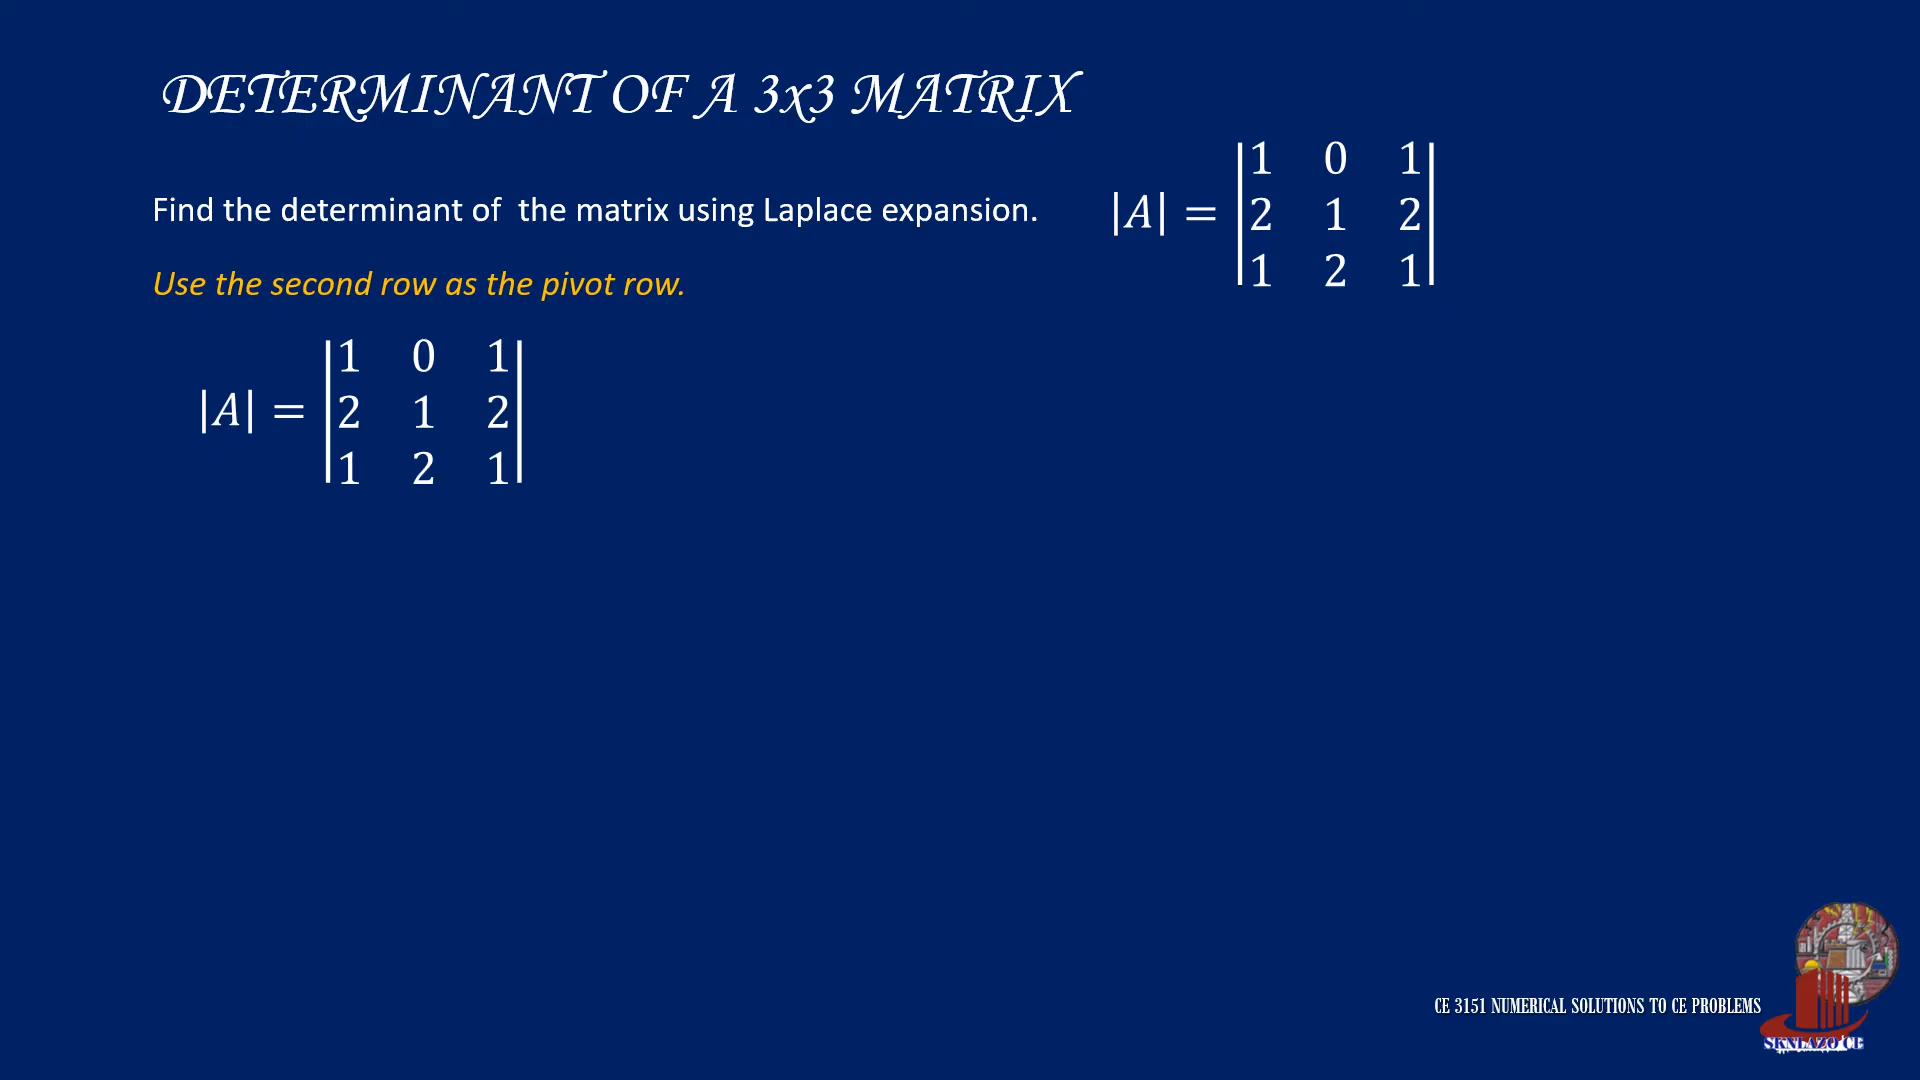 DETERMINANT OF A 3x3 MATRIX
Find the determinant of the matrix using Laplace expansion.
|A| = |1 0 1|
|2 1 2|
|1 2 1|
Use the second row as the pivot row.
|A| = |1 0 1|
|2 1 2|
|1 2 1|
CE 3151 NUMERICAL SOLUTIONS TO CE PROBLEMS
SKNLAZO CE